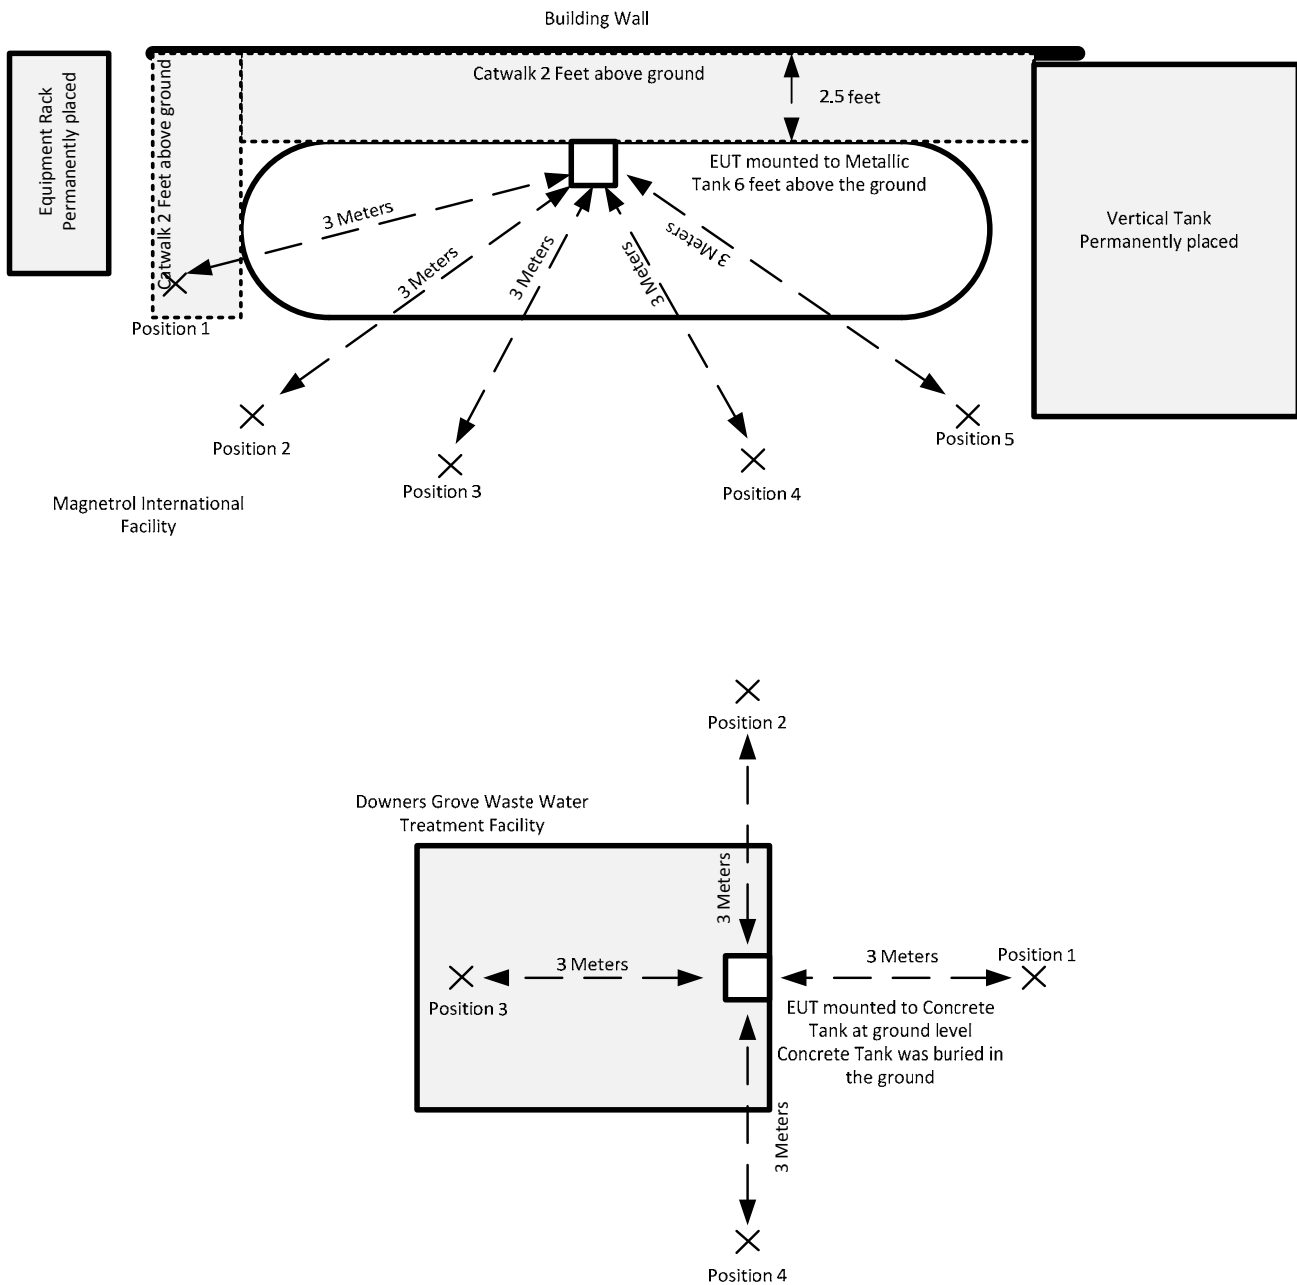 Building Wall
Catwalk 2 Feet above ground
2.5 feet
Equipment Rack
Permanently placed
Catwalk 2 Feet above ground
EUT mounted to Metallic
Tank 6 feet above the ground
Vertical Tank
Permanently placed
3 Meters
3 Meters
3 Meters
3 Meters
3 Meters
Position 1
Position 2
Position 3
Position 4
Position 5
Magnetrol International
Facility
Position 2
Downers Grove Waste Water
Treatment Facility
3 Meters
3 Meters
3 Meters
Position 1
Position 3
EUT mounted to Concrete
Tank at ground level
Concrete Tank was buried in
the ground
3 Meters
Position 4